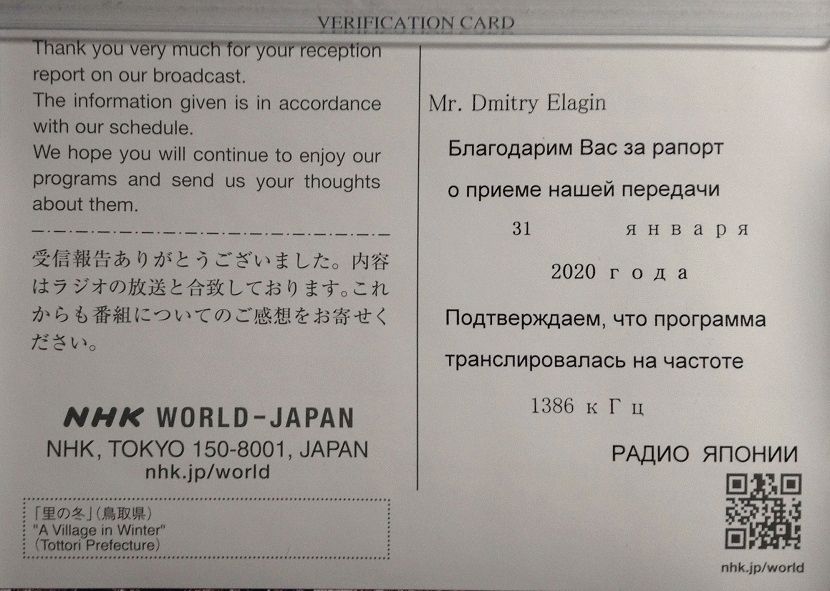 VERIFICATION CARD
Thank you very much for your reception
report on our broadcast.
The information given is in accordance
with our schedule.
We hope you will continue to enjoy our
programs and send us your thoughts
about them.
受信報告ありがとうございました。内容
はラジオの放送と合致しております。これ
からも番組についてのご感想をお寄せく
ださい。
NHK WORLD-JAPAN
NHK, TOKYO 150-8001, JAPAN
nhk.jp/world
「里の冬」（鳥取県）
"A Village in Winter"
（Tottori Prefecture）
Mr. Dmitry Elagin
Благодарим Вас за рапорт
о приеме нашей передачи
31 января
2020 года
Подтверждаем, что программа
транслировалась на частоте
1386 кГц
РАДИО ЯПОНИИ
nhk.jp/world